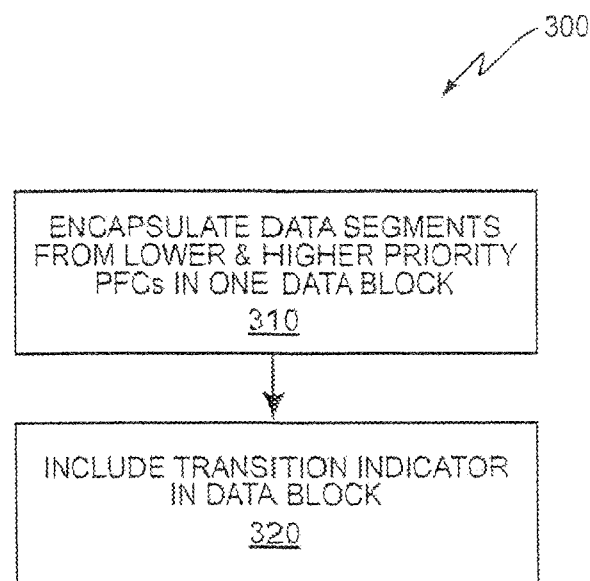 300
ENCAPSULATE DATA SEGMENTS
FROM LOWER & HIGHER PRIORITY
PFCs IN ONE DATA BLOCK
310
INCLUDE TRANSITION INDICATOR
IN DATA BLOCK
320